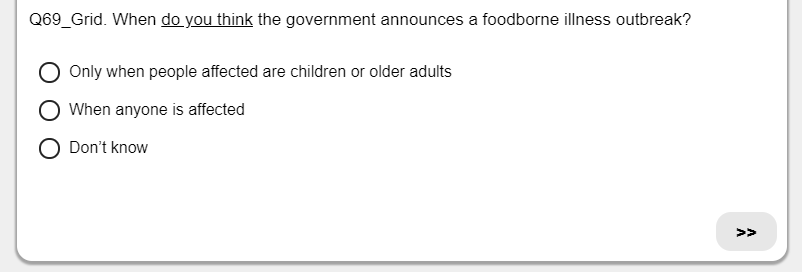 Q69_Grid. When do you think the government announces a foodborne illness outbreak?
Only when people affected are children or older adults
When anyone is affected
Don't know
>>